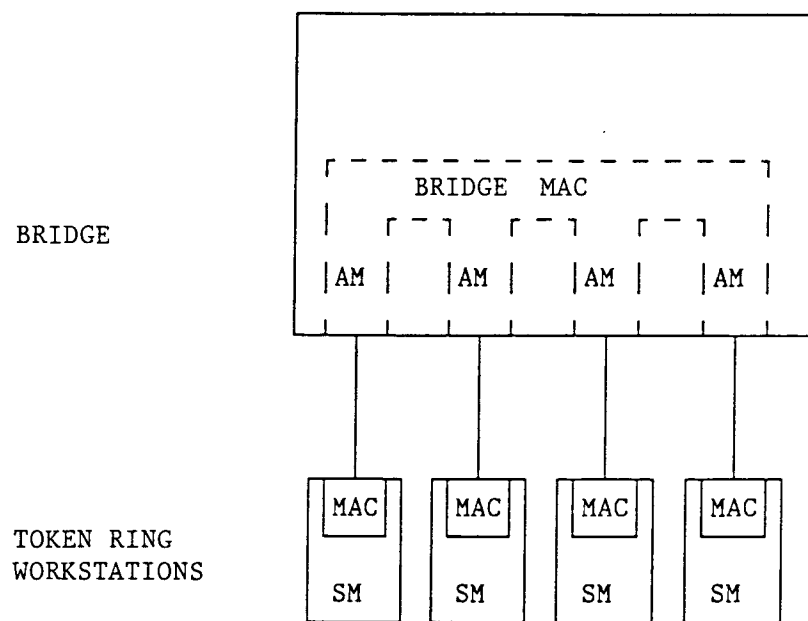 BRIDGE MAC
BRIDGE
AM AM AM AM
MAC MAC MAC MAC
TOKEN RING
WORKSTATIONS
SM SM SM SM